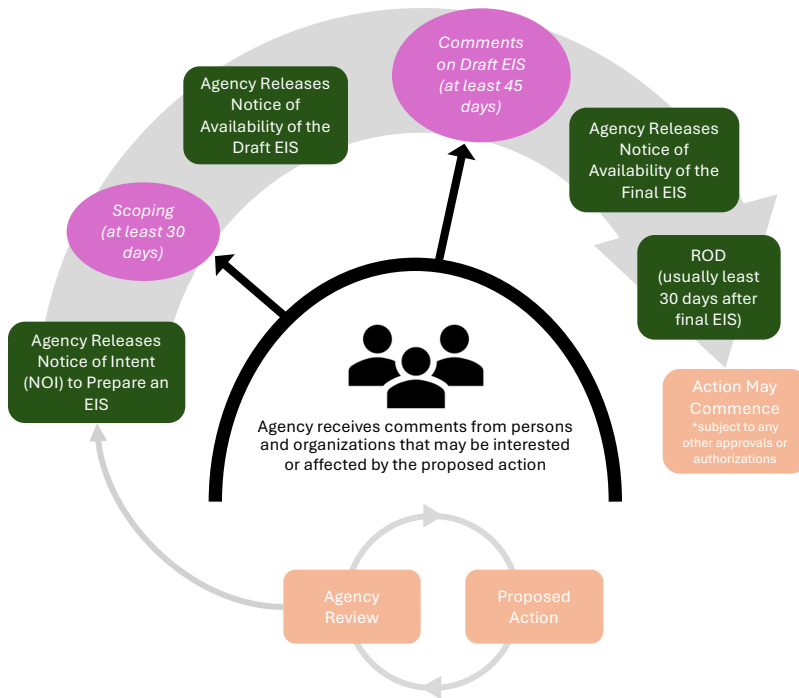 Comments
on Draft EIS
(at least 45
days)
Agency Releases
Notice of
Availability of the
Draft EIS
Agency Releases
Notice of
Availability of the
Final EIS
Scoping
(at least 30
days)
ROD
(usually least
30 days after
final EIS)
Agency Releases
Notice of Intent
(NOI) to Prepare an
EIS
Action May
Commence
*subject to any
other approvals or
authorizations
Agency receives comments from persons
and organizations that may be interested
or affected by the proposed action
Agency
Review
Proposed
Action